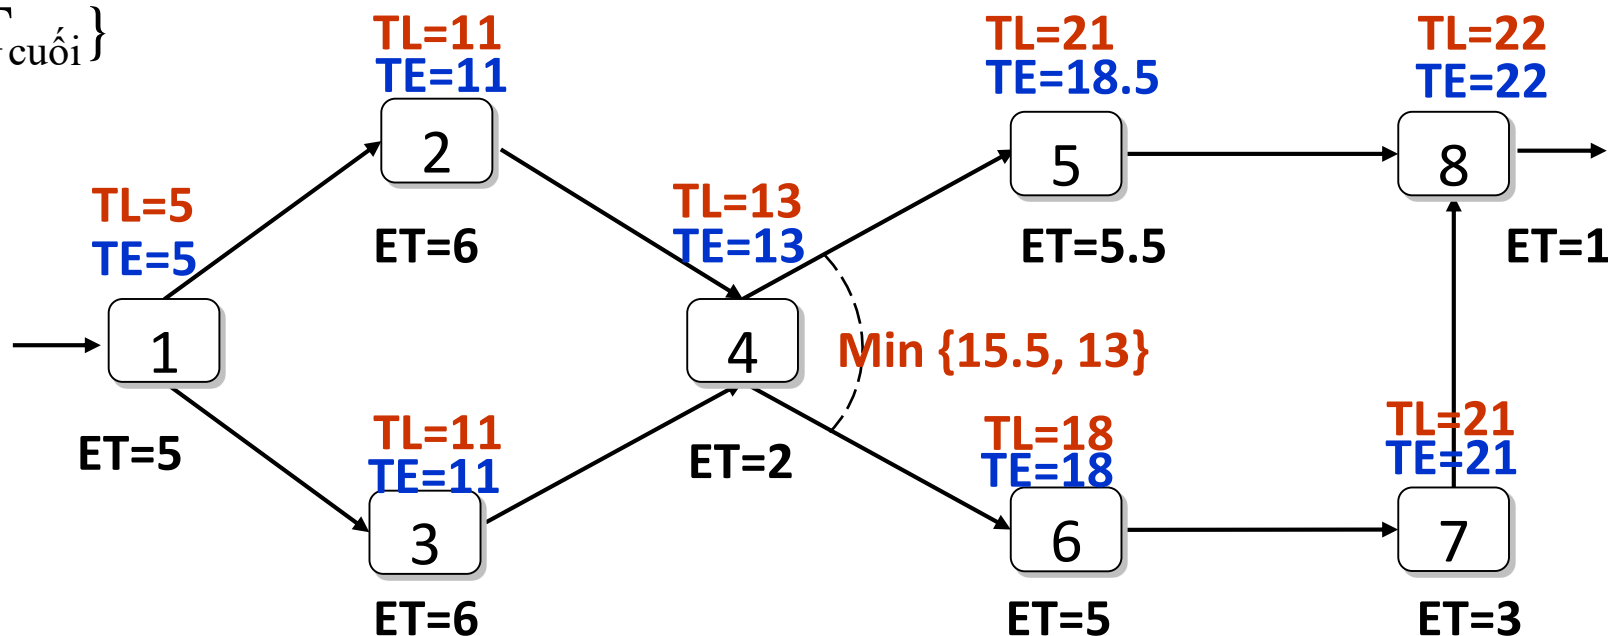 cuối}
TL=11
TE=11
2
ET=6
TL=21
TE=18.5
5
ET=5.5
TL=22
TE=22
8
ET=1
TL=5
TE=5
1
ET=5
TL=13
TE=13
4
ET=2
Min {15.5, 13}
TL=11
TE=11
3
ET=6
TL=18
TE=18
6
ET=5
TL=21
TE=21
7
ET=3